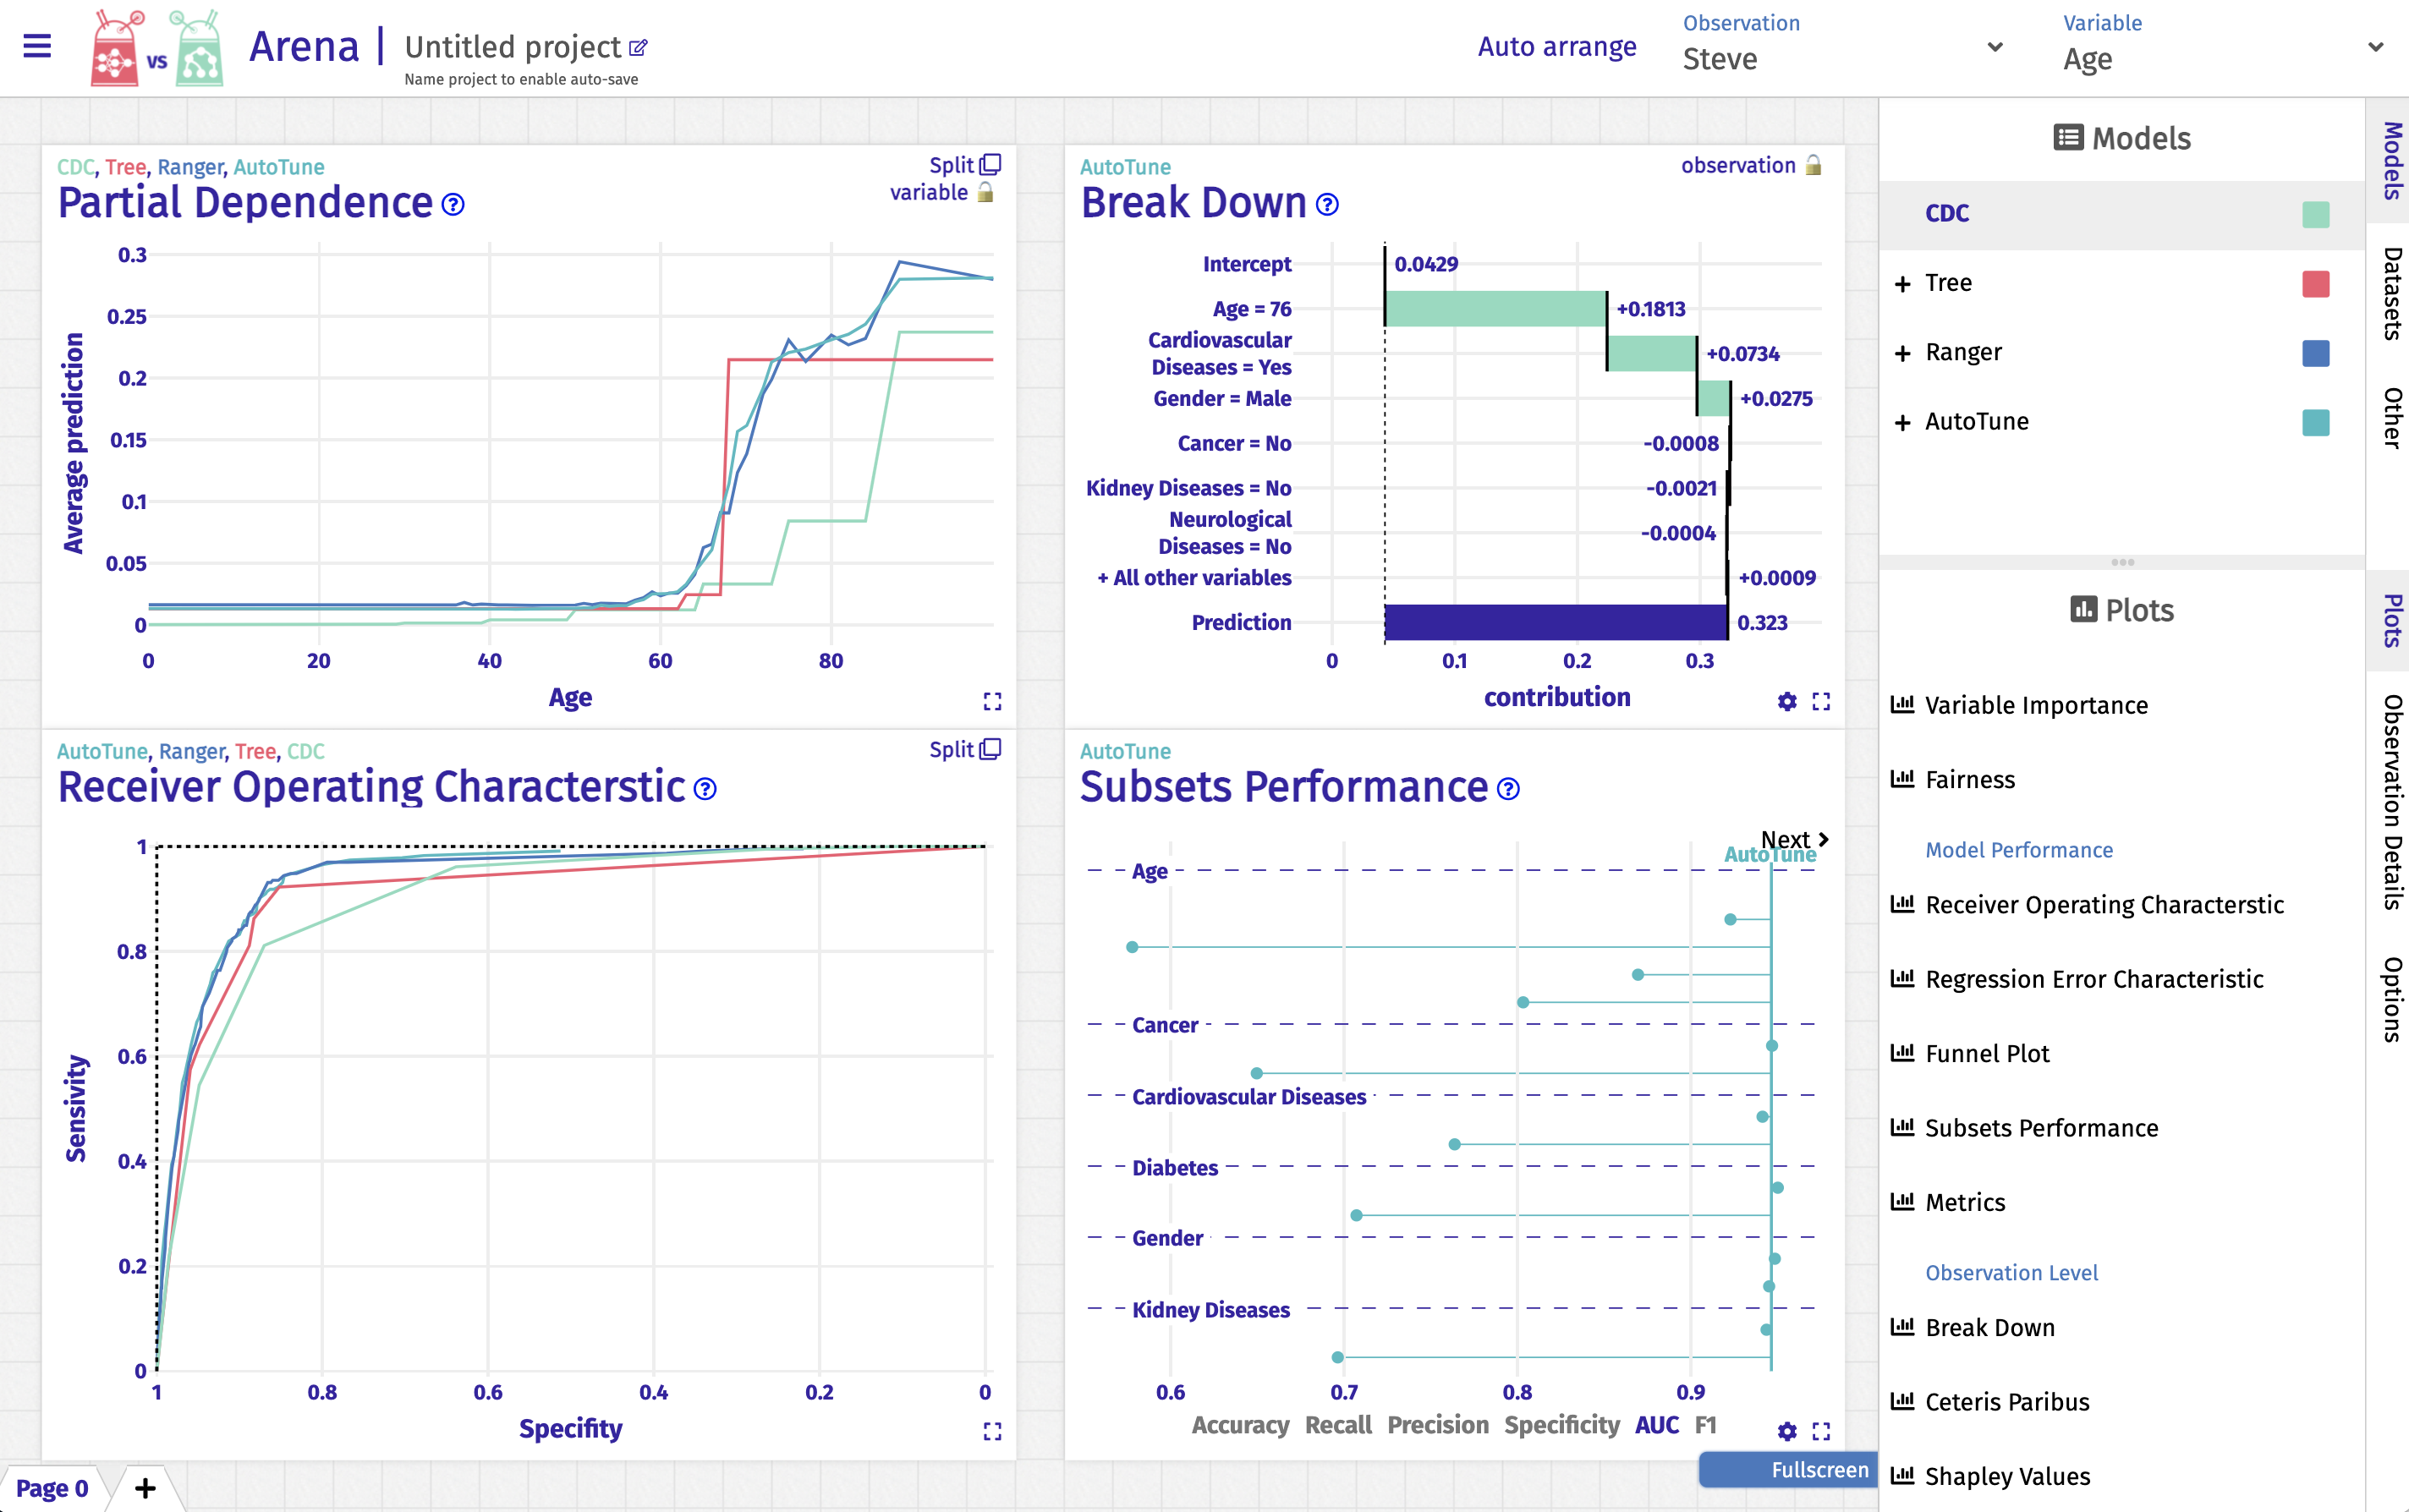 vs
Arena | Untitled project
Name project to enable auto-save
Auto arrange
Observation
Steve
Variable
Age
CDC, Tree, Ranger, AutoTune
Split
Partial Dependence ?
variable
0.3
0.25
0.2
0.15
0.1
0.05
0
Average prediction
0 20 40 60 80
Age
AutoTune
observation
Break Down ?
Intercept 0.0429
Age = 76 +0.1813
Cardiovascular
Diseases = Yes +0.0734
Gender = Male +0.0275
Cancer = No -0.0008
Kidney Diseases = No -0.0021
Neurological
Diseases = No -0.0004
+ All other variables +0.0009
Prediction 0.323
0 0.1 0.2 0.3
contribution
AutoTune, Ranger, Tree, CDC
Split
Receiver Operating Characterstic ?
1
0.8
0.6
0.4
0.2
0
Sensivity
1 0.8 0.6 0.4 0.2 0
Specifity
AutoTune
Subsets Performance ?
Next
AutoTune
Age
Cancer
Cardiovascular Diseases
Diabetes
Gender
Kidney Diseases
0.6 0.7 0.8 0.9
Accuracy Recall Precision Specificity AUC F1
Fullscreen
Page 0 +
Models
CDC
+ Tree
+ Ranger
+ AutoTune
Plots
Variable Importance
Fairness
Model Performance
Receiver Operating Characterstic
Regression Error Characteristic
Funnel Plot
Subsets Performance
Metrics
Observation Level
Break Down
Ceteris Paribus
Shapley Values
Models
Datasets
Other
Plots
Observation Details
Options